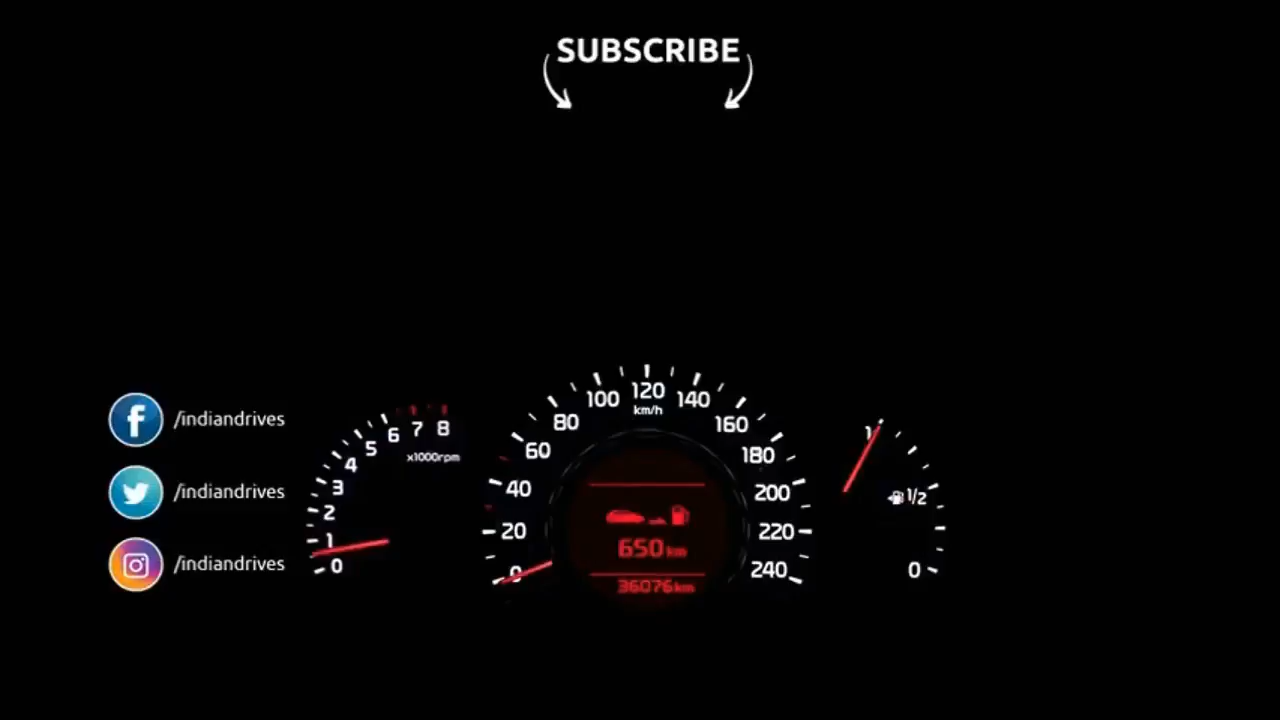 SUBSCRIBE
/indiandrives
/indiandrives
/indiandrives
0 1 2 3 4 5 6 7 8
x1000rpm
0 20 40 60 80 100 120 140 160 180 200 220 240
km/h
650 km
36076 km
1 1/2 0